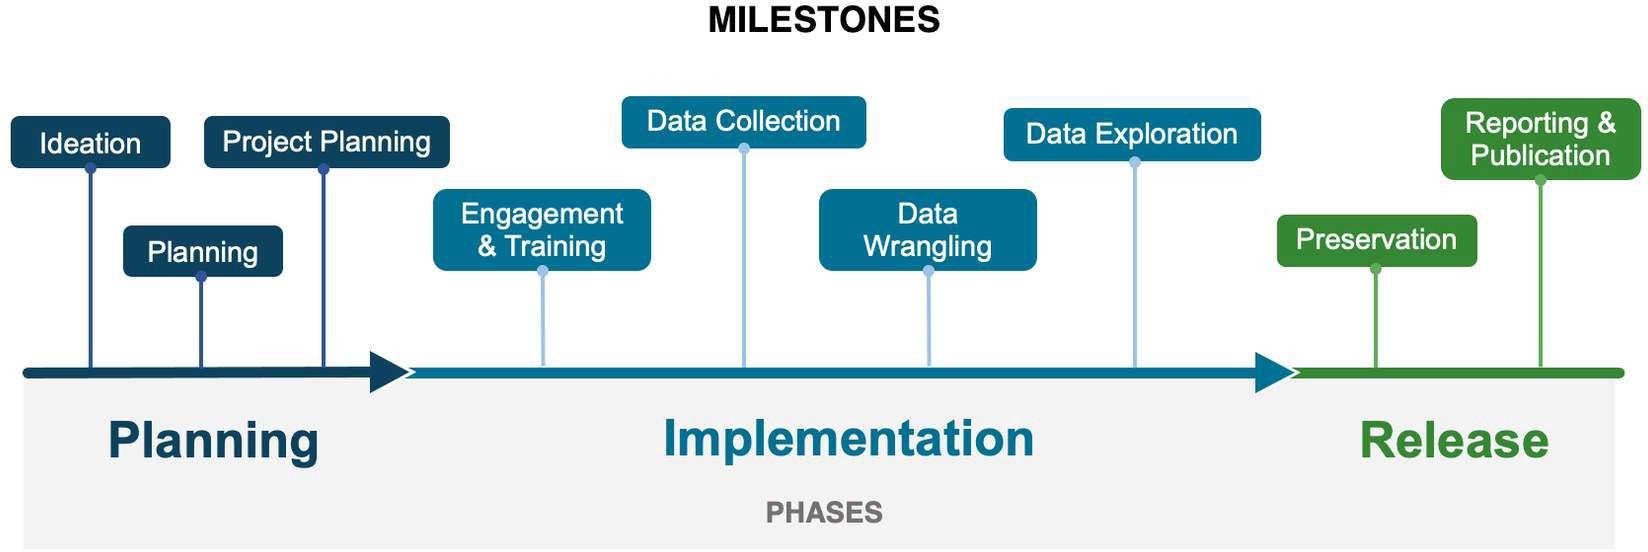 MILESTONES
Ideation
Planning
Project Planning
Engagement
& Training
Data Collection
Data
Wrangling
Data Exploration
Preservation
Reporting &
Publication
Planning
Implementation
Release
PHASES